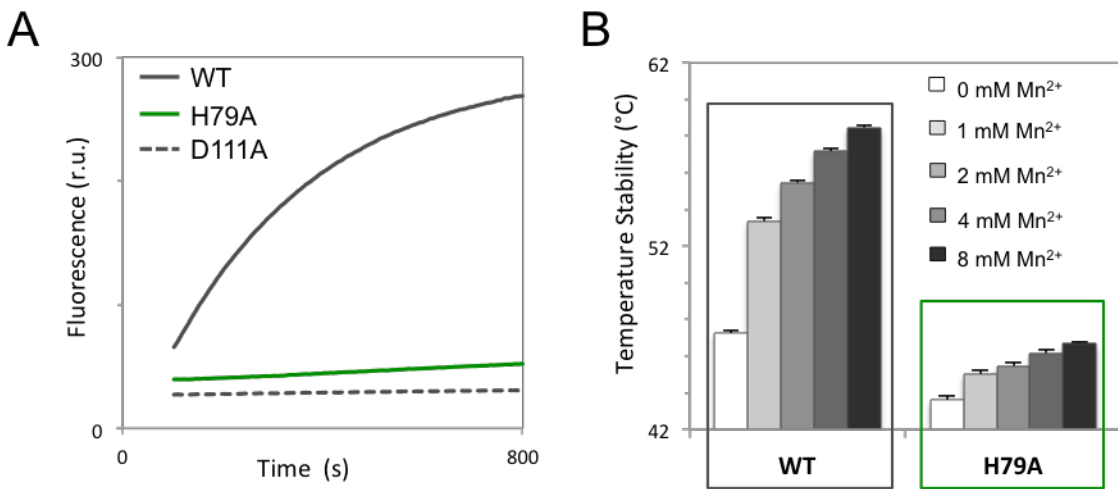 A
300
WT
H79A
D111A
Fluorescence (r.u.)
0
0
Time (s)
800
B
62
0 mM Mn²⁺
1 mM Mn²⁺
2 mM Mn²⁺
4 mM Mn²⁺
8 mM Mn²⁺
Temperature Stability (°C)
52
42
WT
H79A